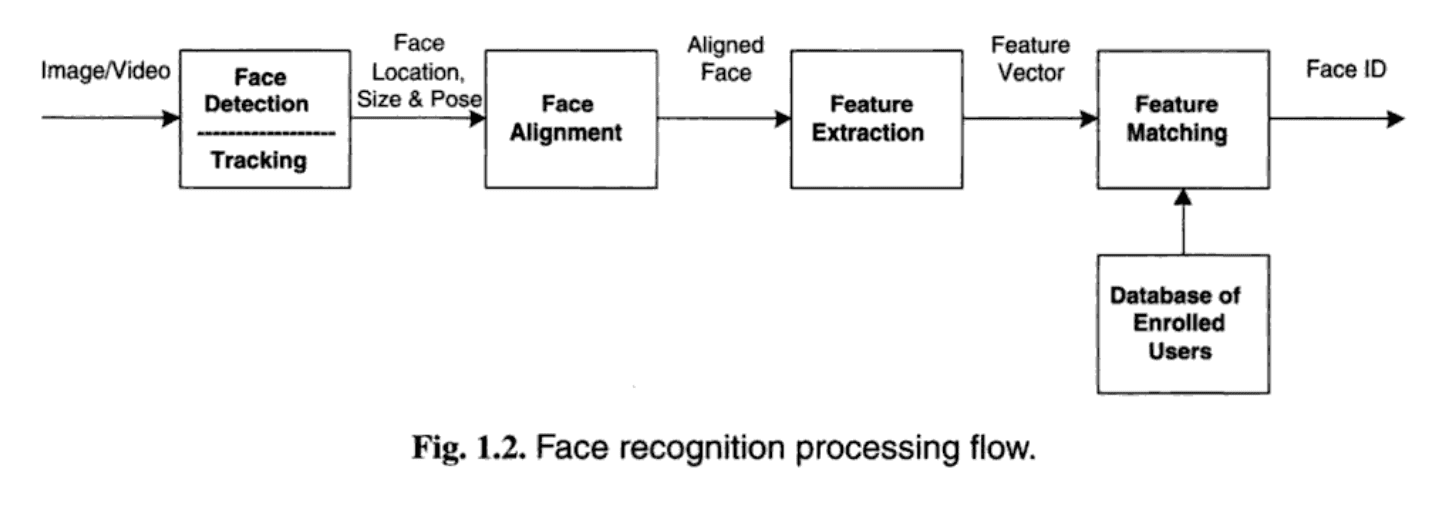 Image/Video
Face
Detection
Tracking
Face
Location,
Size & Pose
Face
Alignment
Aligned
Face
Feature
Extraction
Feature
Vector
Feature
Matching
Face ID
Database of
Enrolled
Users
Fig. 1.2. Face recognition processing flow.